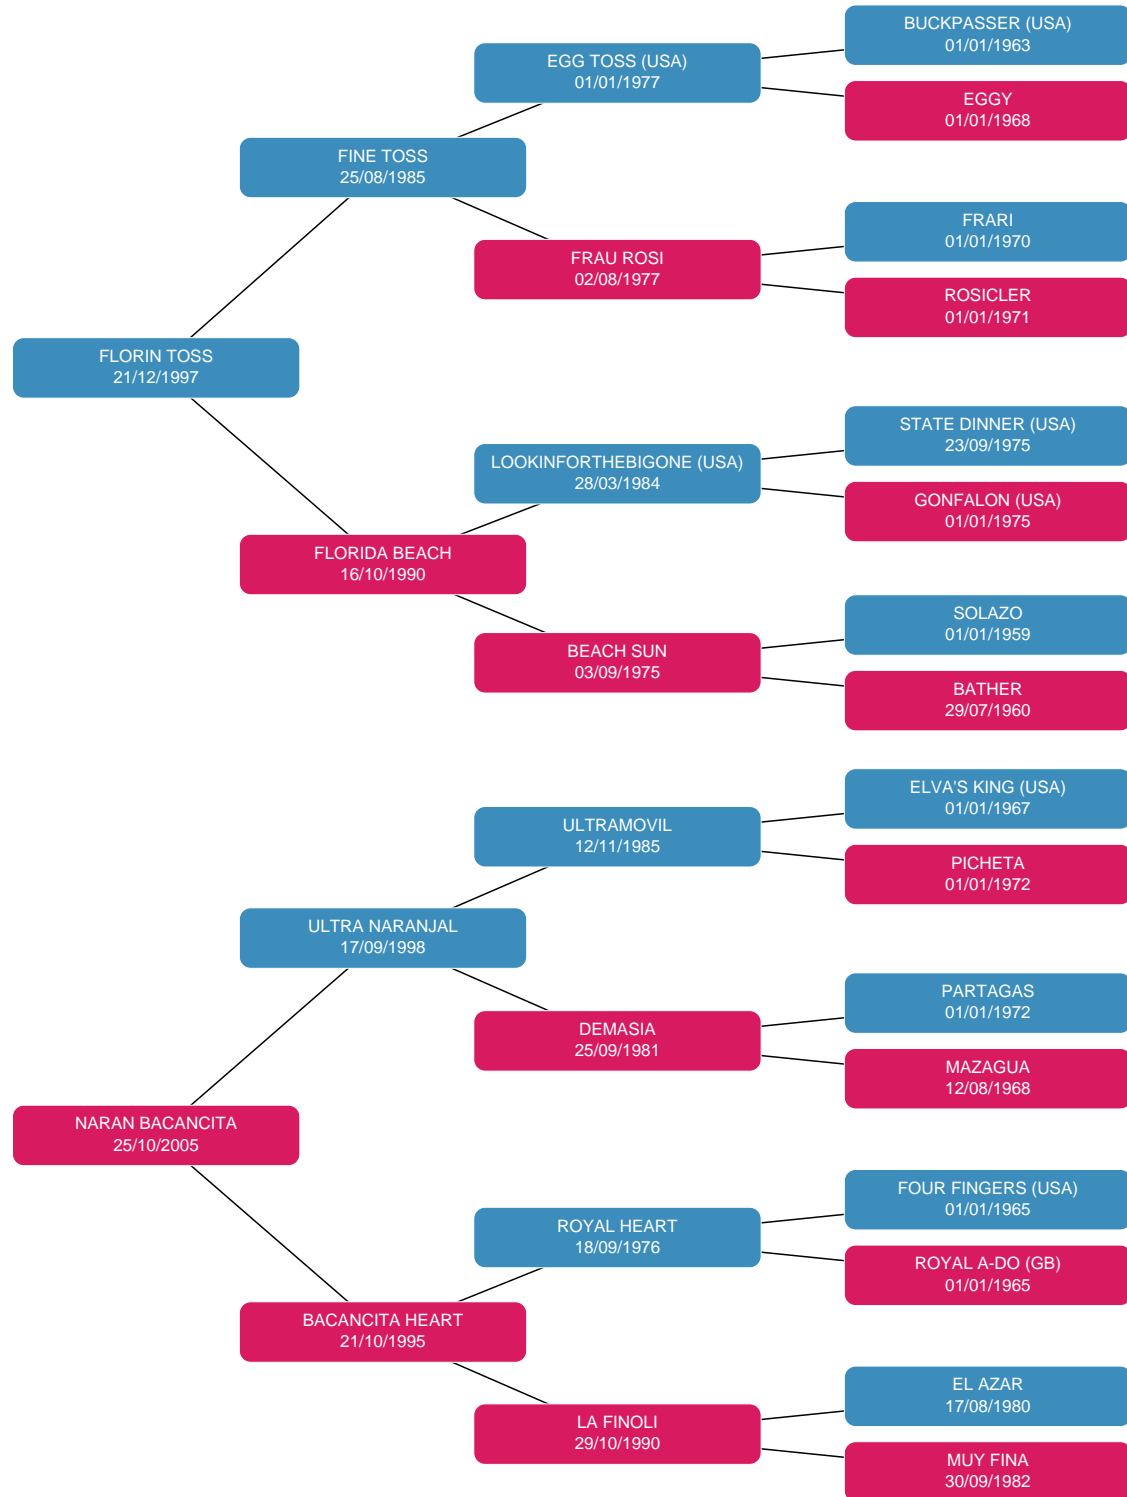 BUCKPASSER (USA)
01/01/1963
EGG TOSS (USA)
01/01/1977
EGGY
01/01/1968
FINE TOSS
25/08/1985
FRARI
01/01/1970
FRAU ROSI
02/08/1977
ROSICLER
01/01/1971
FLORIN TOSS
21/12/1997
STATE DINNER (USA)
23/09/1975
LOOKINFORTHEBIGONE (USA)
28/03/1984
GONFALON (USA)
01/01/1975
FLORIDA BEACH
16/10/1990
SOLAZO
01/01/1959
BEACH SUN
03/09/1975
BATHER
29/07/1960
ELVA'S KING (USA)
01/01/1967
ULTRAMOVIL
12/11/1985
PICHETA
01/01/1972
ULTRA NARANJAL
17/09/1998
PARTAGAS
01/01/1972
DEMASIA
25/09/1981
MAZAGUA
12/08/1968
NARAN BACANCITA
25/10/2005
FOUR FINGERS (USA)
01/01/1965
ROYAL HEART
18/09/1976
ROYAL A-DO (GB)
01/01/1965
BACANCITA HEART
21/10/1995
EL AZAR
17/08/1980
LA FINOLI
29/10/1990
MUY FINA
30/09/1982